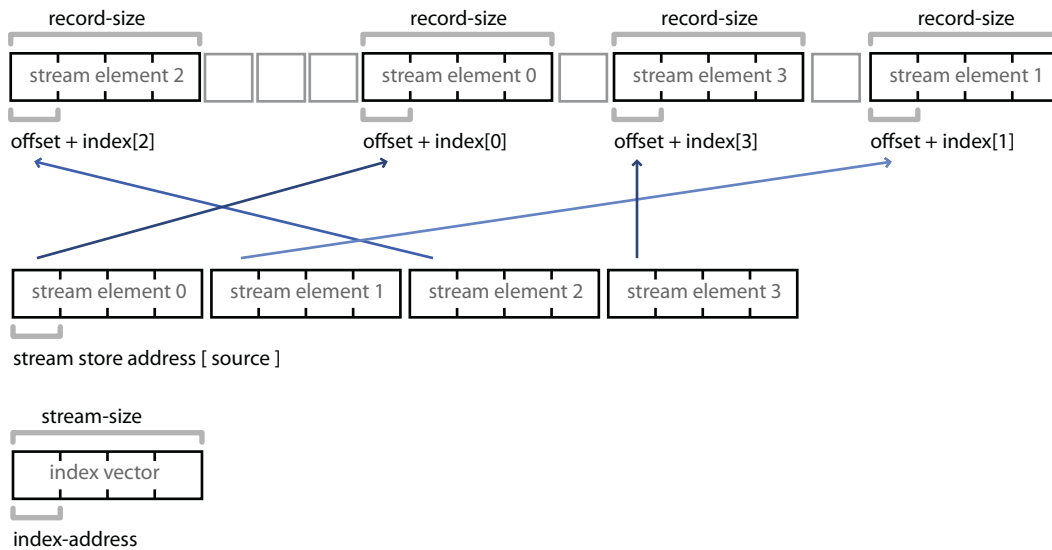 record-size record-size record-size record-size
stream element 2 stream element 0 stream element 3 stream element 1
offset + index[2] offset + index[0] offset + index[3] offset + index[1]
stream element 0 stream element 1 stream element 2 stream element 3
stream store address [ source ]
stream-size
index vector
index-address